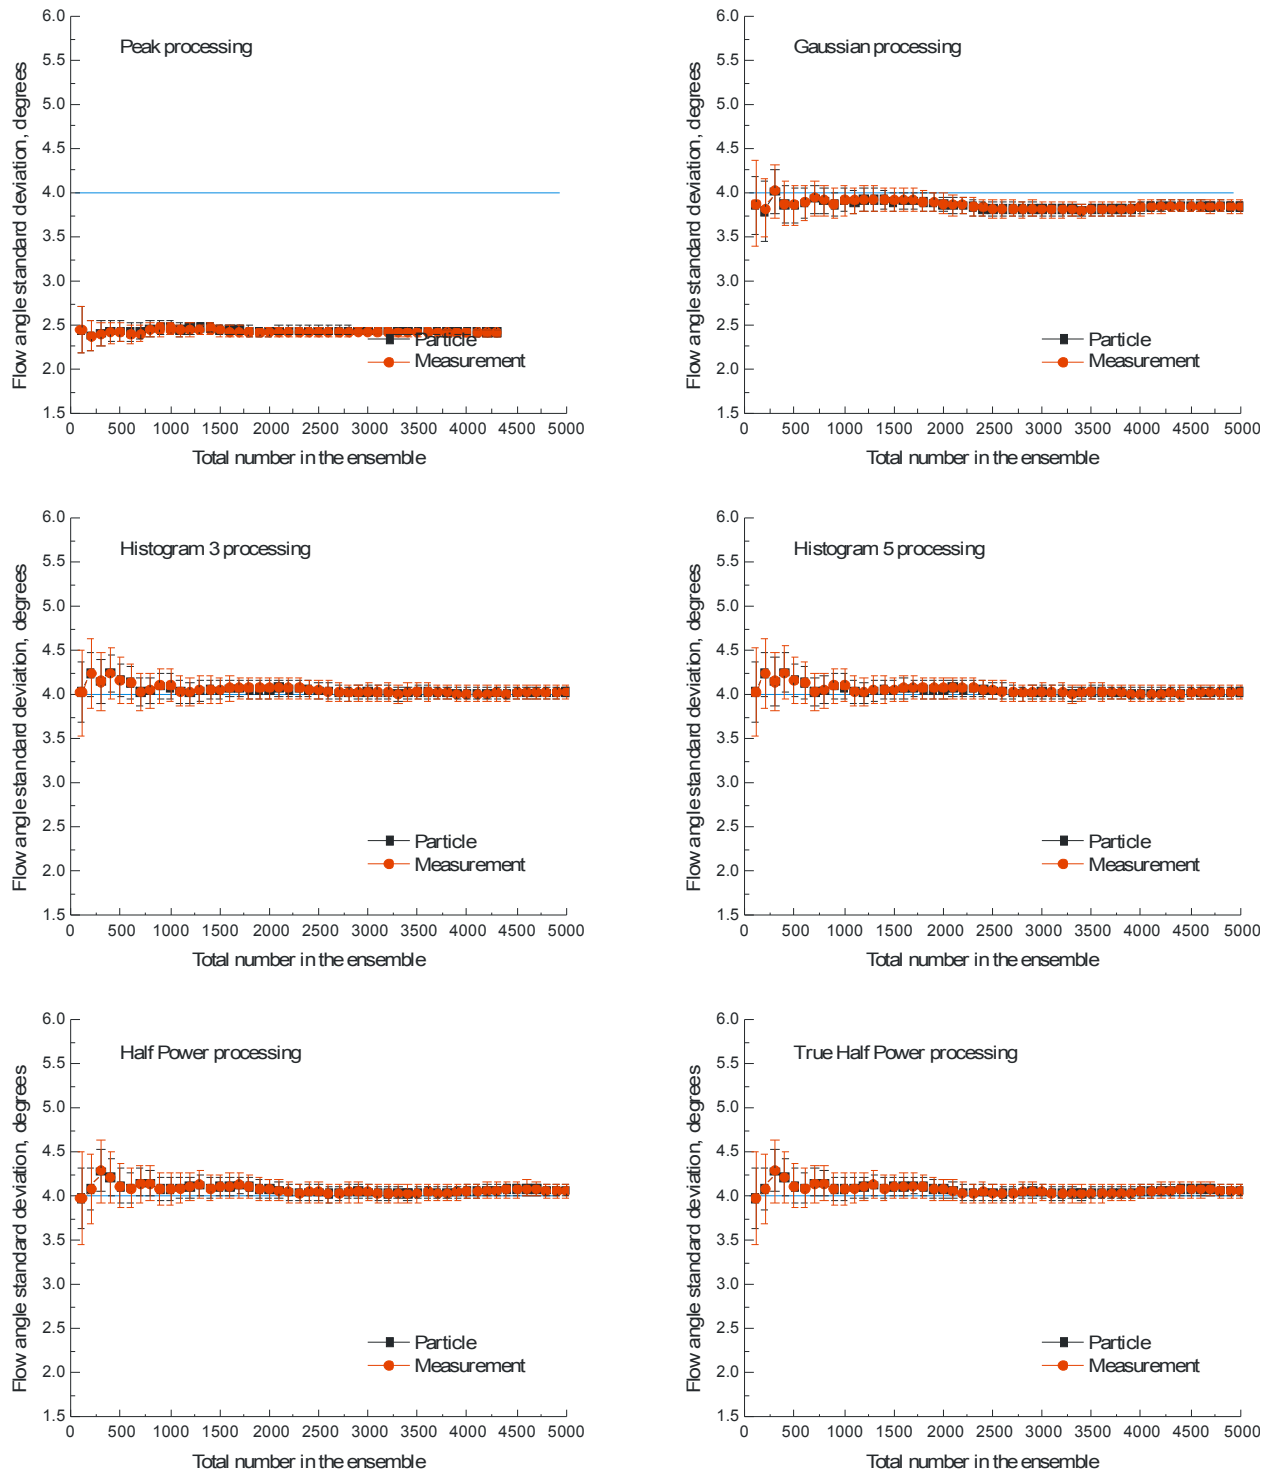 Peak processing
Flow angle standard deviation, degrees
6.0
5.5
5.0
4.5
4.0
3.5
3.0
2.5
2.0
1.5
Particle
Measurement
0 500 1000 1500 2000 2500 3000 3500 4000 4500 5000
Total number in the ensemble
Gaussian processing
Flow angle standard deviation, degrees
6.0
5.5
5.0
4.5
4.0
3.5
3.0
2.5
2.0
1.5
Particle
Measurement
0 500 1000 1500 2000 2500 3000 3500 4000 4500 5000
Total number in the ensemble
Histogram 3 processing
Flow angle standard deviation, degrees
6.0
5.5
5.0
4.5
4.0
3.5
3.0
2.5
2.0
1.5
Particle
Measurement
0 500 1000 1500 2000 2500 3000 3500 4000 4500 5000
Total number in the ensemble
Histogram 5 processing
Flow angle standard deviation, degrees
6.0
5.5
5.0
4.5
4.0
3.5
3.0
2.5
2.0
1.5
Particle
Measurement
0 500 1000 1500 2000 2500 3000 3500 4000 4500 5000
Total number in the ensemble
Half Power processing
Flow angle standard deviation, degrees
6.0
5.5
5.0
4.5
4.0
3.5
3.0
2.5
2.0
1.5
Particle
Measurement
0 500 1000 1500 2000 2500 3000 3500 4000 4500 5000
Total number in the ensemble
True Half Power processing
Flow angle standard deviation, degrees
6.0
5.5
5.0
4.5
4.0
3.5
3.0
2.5
2.0
1.5
Particle
Measurement
0 500 1000 1500 2000 2500 3000 3500 4000 4500 5000
Total number in the ensemble